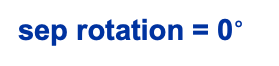 sep rotation = 0°